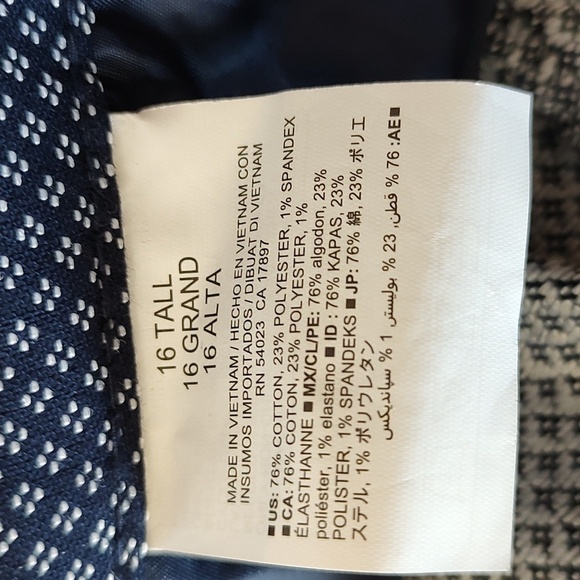 16 TALL
16 GRAND
16 ALTA
MADE IN VIETNAM / HECHO EN VIETNAM CON
INSUMOS IMPORTADOS / DIBUAT DI VIETNAM
RN 54023 CA 17897
■ US: 76% COTTON, 23% POLYESTER, 1% SPANDEX
■ CA: 76% COTON, 23% POLYESTER, 1%
ÉLASTHANNE ■ MX/CL/PE: 76% algodon, 23%
poliéster, 1% elastano ■ ID : 76% KAPAS, 23%
POLISTER, 1% SPANDEKS ■ JP: 76% 綿, 23% ポリエ
ステル, 1% ポリウレタン
■AE: 76 % قطن, 23 % بوليستر, 1 % سپاندیکس